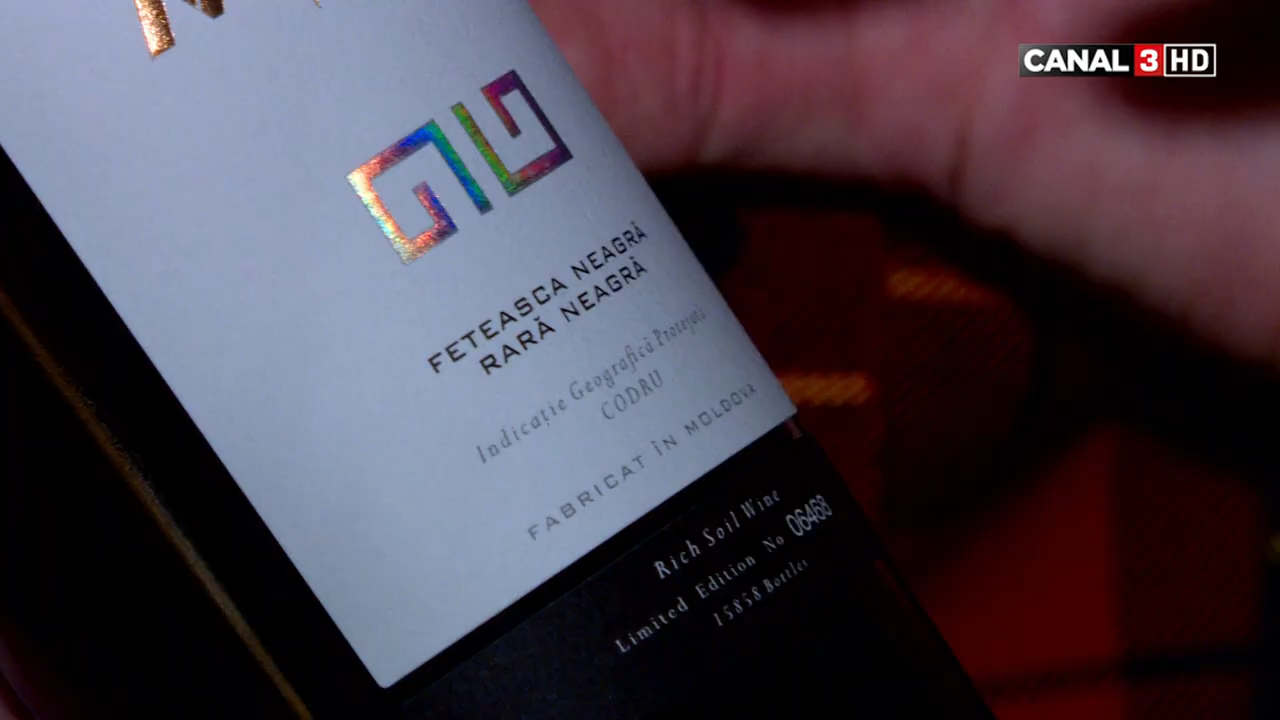 CANAL 3 HD
FETEASCA NEAGRĂ
RARĂ NEAGRĂ
Indicație Geografică Protejată
CODRU
FABRICAT ÎN MOLDOVA
Rich Soil Wine
Limited Edition No 06468
15858 Bottles